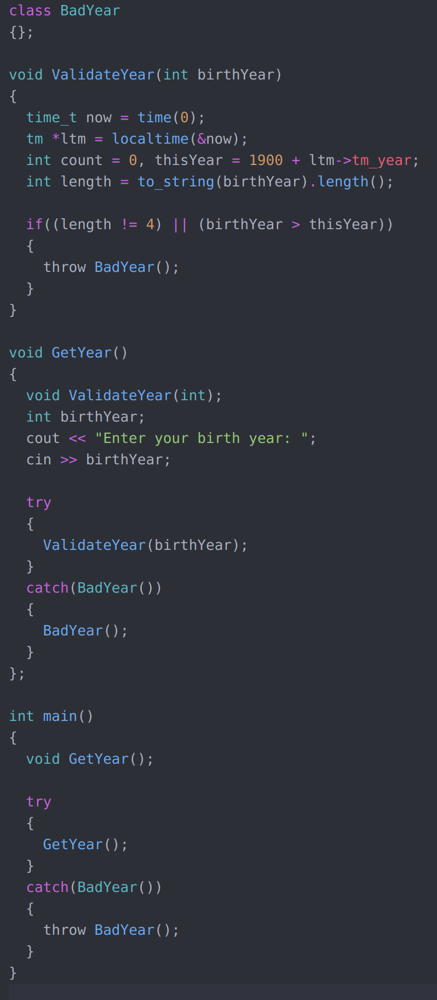 class BadYear
{};

void ValidateYear(int birthYear)
{
  time_t now = time(0);
  tm *ltm = localtime(&now);
  int count = 0, thisYear = 1900 + ltm->tm_year;
  int length = to_string(birthYear).length();

  if((length != 4) || (birthYear > thisYear))
  {
    throw BadYear();
  }
}

void GetYear()
{
  void ValidateYear(int);
  int birthYear;
  cout << "Enter your birth year: ";
  cin >> birthYear;

  try
  {
    ValidateYear(birthYear);
  }
  catch(BadYear())
  {
    BadYear();
  }
};

int main()
{
  void GetYear();

  try
  {
    GetYear();
  }
  catch(BadYear())
  {
    throw BadYear();
  }
}